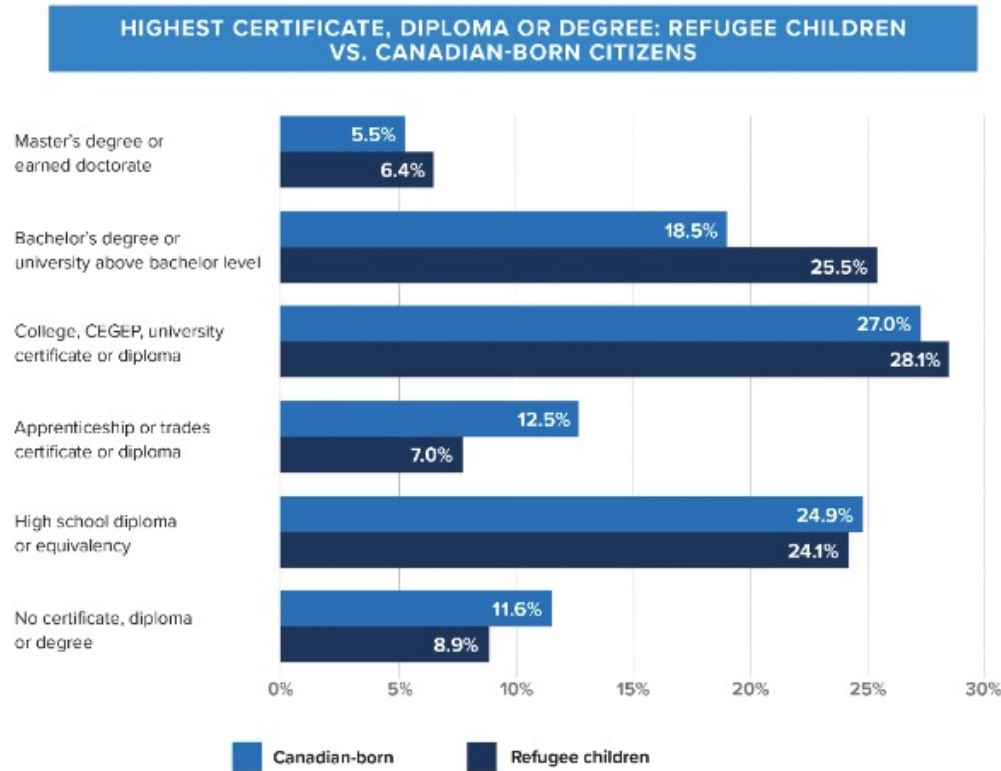 HIGHEST CERTIFICATE, DIPLOMA OR DEGREE: REFUGEE CHILDREN
VS. CANADIAN-BORN CITIZENS
Master's degree or
earned doctorate
5.5%
6.4%
Bachelor's degree or
university above bachelor level
18.5%
25.5%
College, CEGEP, university
certificate or diploma
27.0%
28.1%
Apprenticeship or trades
certificate or diploma
12.5%
7.0%
High school diploma
or equivalency
24.9%
24.1%
No certificate, diploma
or degree
11.6%
8.9%
0% 5% 10% 15% 20% 25% 30%
Canadian-born Refugee children